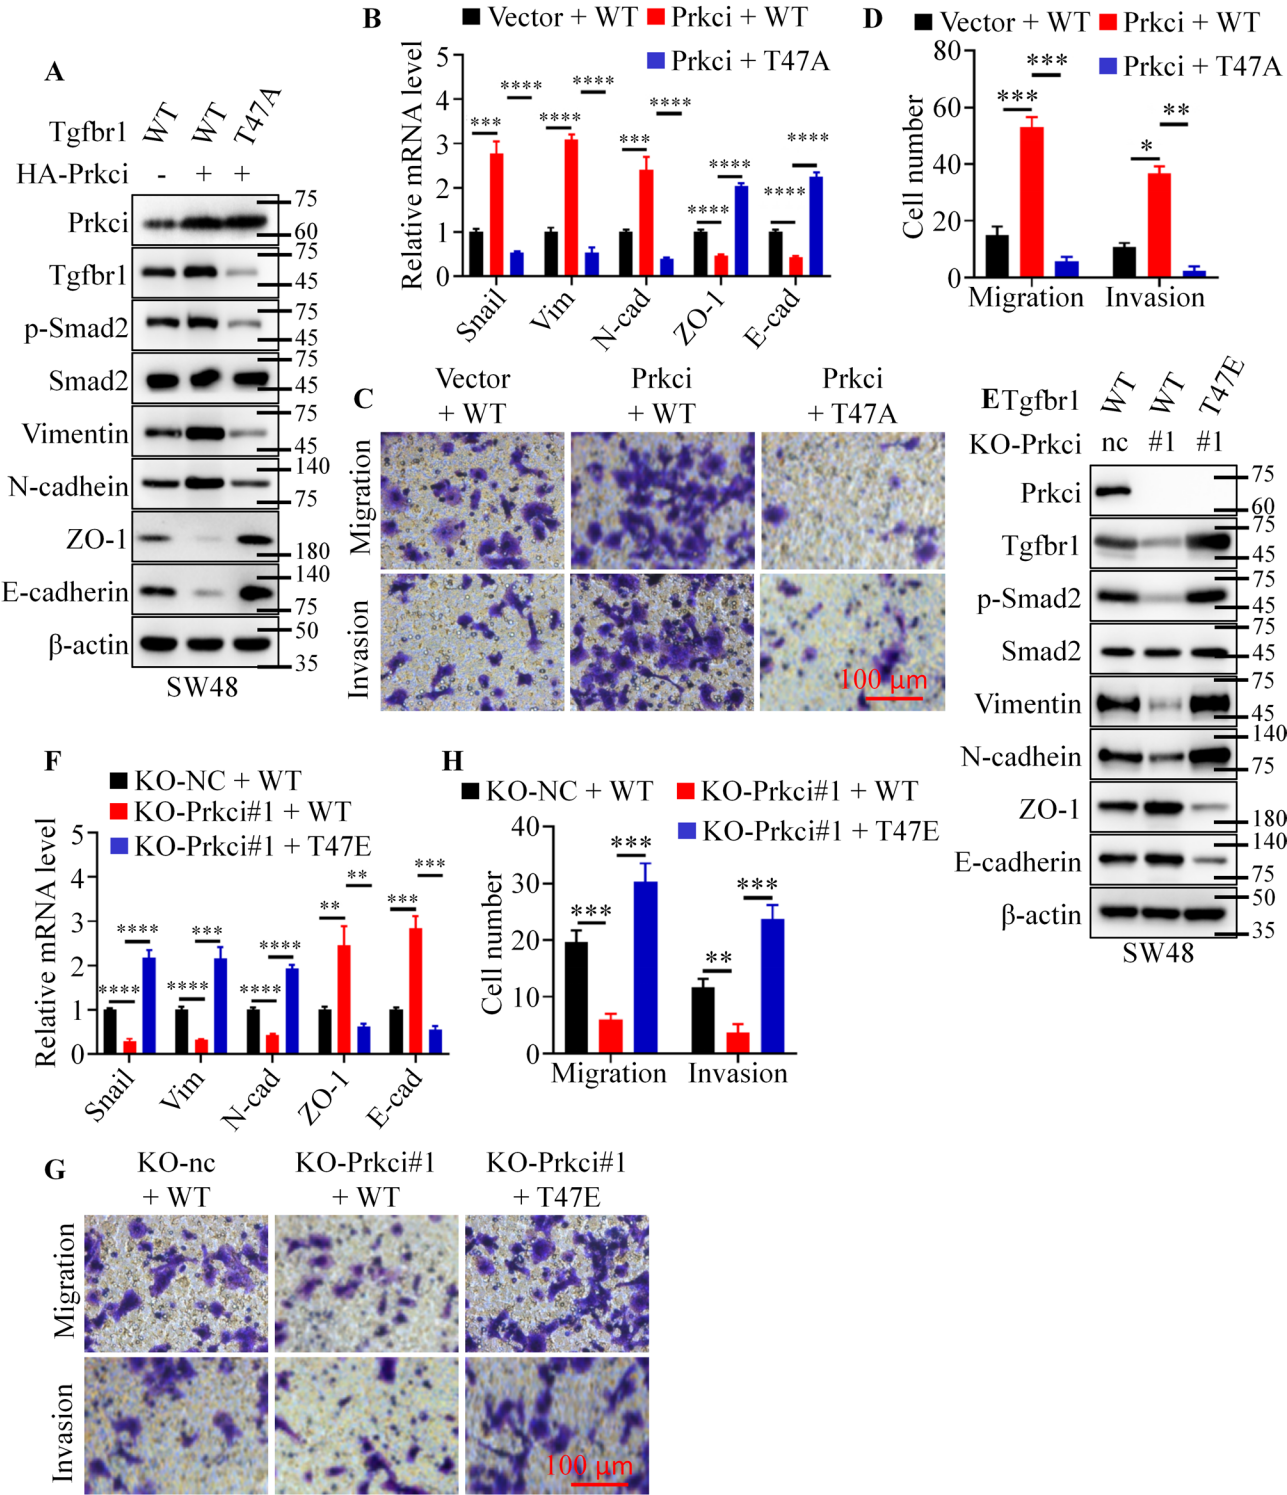 A
Tgfbr1 WT WT T47A
HA-Prkci - + +
Prkci 75 60
Tgfbr1 75 45
p-Smad2 75 45
Smad2 75 45
Vimentin 75 45
N-cadhein 140 75
ZO-1 180
E-cadherin 140 75
β-actin 50 35
SW48
B
Vector + WT Prkci + WT
Prkci + T47A
Relative mRNA level
5
4
3
2
1
0
*** **** **** **** *** **** **** **** **** ****
Snail Vim N-cad ZO-1 E-cad
D
Vector + WT Prkci + WT
Prkci + T47A
Cell number
80
60
40
20
0
*** *** * **
Migration Invasion
C
Vector + WT
Prkci + WT
Prkci + T47A
Migration
Invasion
100 μm
E
Tgfbr1 WT WT T47E
KO-Prkci nc #1 #1
Prkci 75 60
Tgfbr1 75 45
p-Smad2 75 45
Smad2 75 45
Vimentin 75 45
N-cadhein 140 75
ZO-1 180
E-cadherin 140 75
β-actin 50 35
SW48
F
KO-NC + WT
KO-Prkci#1 + WT
KO-Prkci#1 + T47E
Relative mRNA level
5
4
3
2
1
0
**** **** **** *** **** **** ** ** *** ***
Snail Vim N-cad ZO-1 E-cad
H
KO-NC + WT KO-Prkci#1 + WT
KO-Prkci#1 + T47E
Cell number
40
30
20
10
0
*** *** ** ***
Migration Invasion
G
KO-nc + WT
KO-Prkci#1 + WT
KO-Prkci#1 + T47E
Migration
Invasion
100 μm